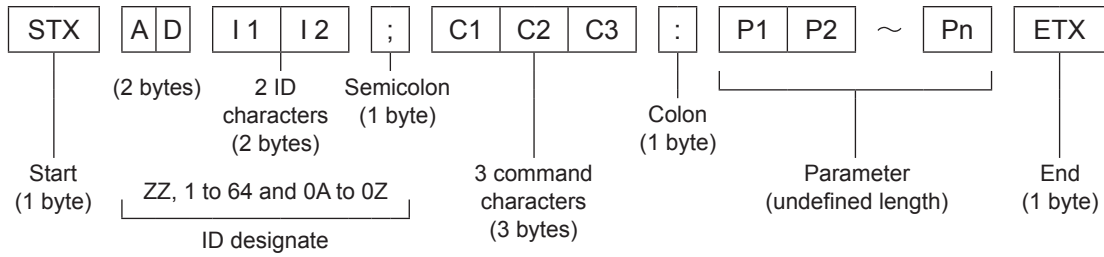 STX A D I 1 I 2 ; C1 C2 C3 : P1 P2 ～ Pn ETX
(2 bytes) 2 ID characters (2 bytes) Semicolon (1 byte)
Colon (1 byte)
Start (1 byte)
ZZ, 1 to 64 and 0A to 0Z
3 command characters (3 bytes)
Parameter (undefined length)
End (1 byte)
ID designate